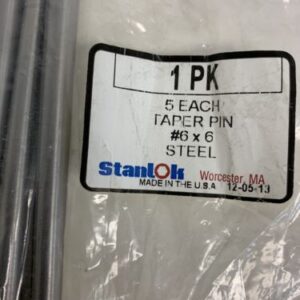 1 PK
5 EACH
TAPER PIN
#6 x 6
STEEL
StanLok Worcester, MA
MADE IN THE U.S.A 12-05-13